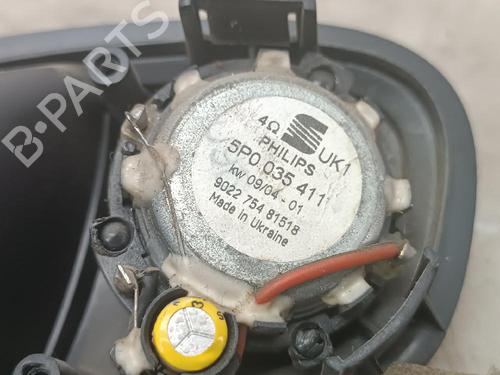 B-PARTS
4Ω
UK1
PHILIPS
5P0 035 411
kw 09/04 - 01
9022 754 81518
Made in Ukraine